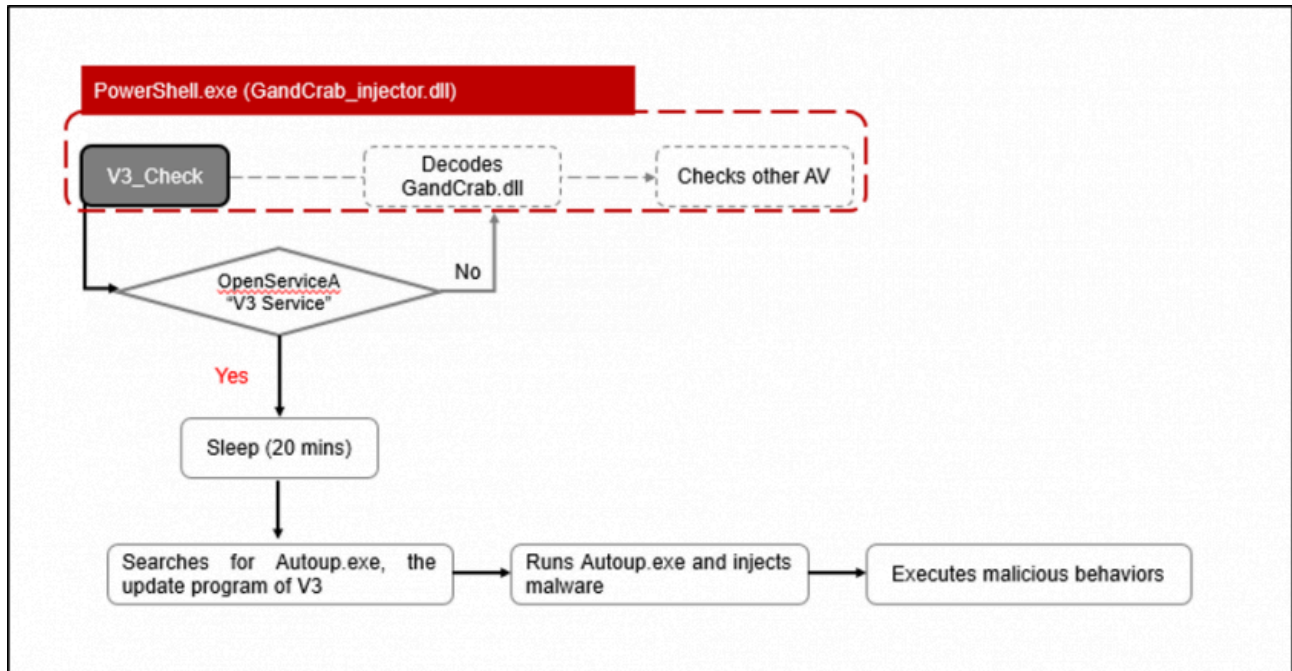 PowerShell.exe (GandCrab_injector.dll)
V3_Check
Decodes
GandCrab.dll
Checks other AV
OpenServiceA
“V3 Service”
No
Yes
Sleep (20 mins)
Searches for Autoup.exe, the
update program of V3
Runs Autoup.exe and injects
malware
Executes malicious behaviors